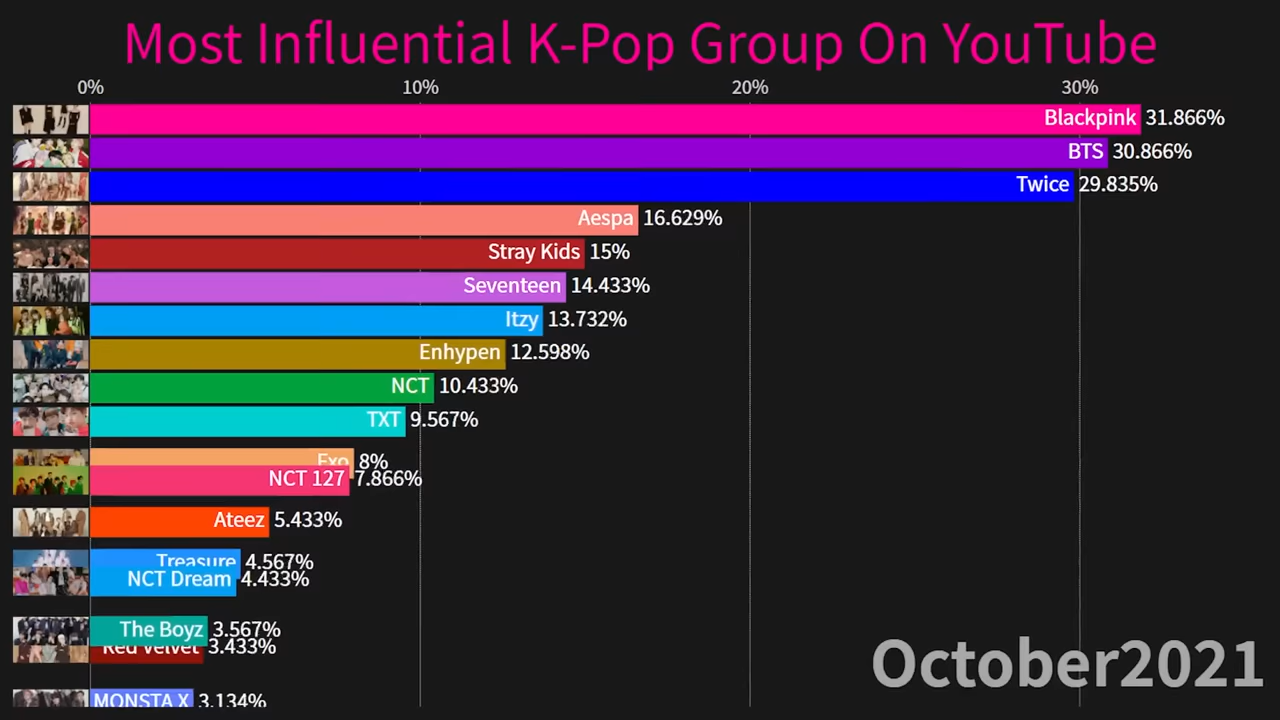 Most Influential K-Pop Group On YouTube
0% 10% 20% 30%
Blackpink 31.866%
BTS 30.866%
Twice 29.835%
Aespa 16.629%
Stray Kids 15%
Seventeen 14.433%
Itzy 13.732%
Enhypen 12.598%
NCT 10.433%
TXT 9.567%
Exo 8%
NCT 127 7.866%
Ateez 5.433%
Treasure 4.567%
NCT Dream 4.433%
The Boyz 3.567%
Red Velvet 3.433%
MONSTA X 3.134%
October2021